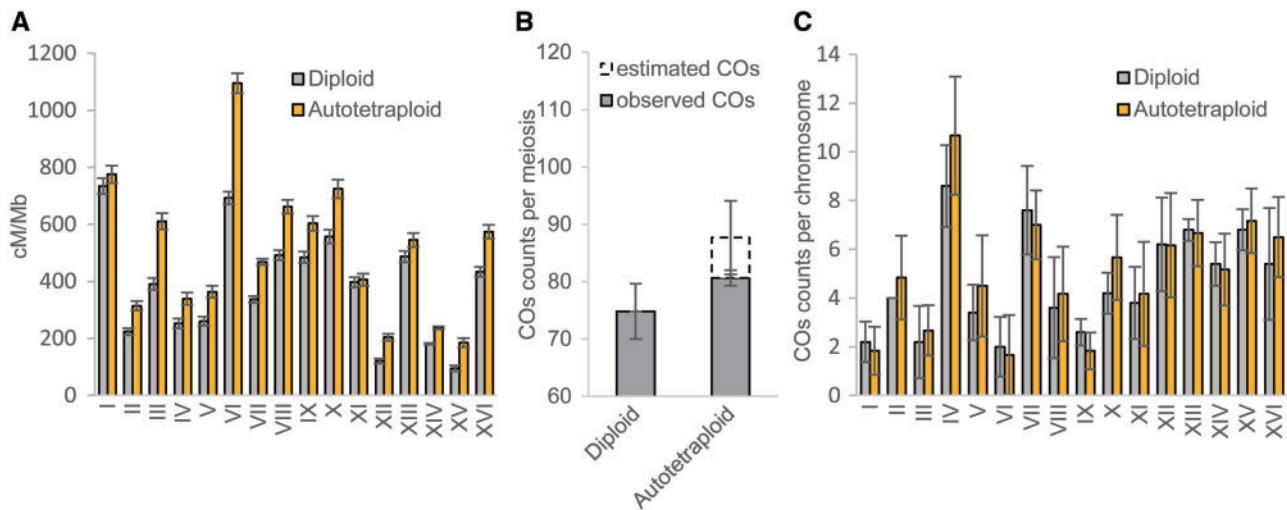 A
cM/Mb
1200
1000
800
600
400
200
0
Diploid
Autotetraploid
I II III IV V VI VII VIII IX X XI XII XIII XIV XV XVI
B
COs counts per meiosis
120
110
100
90
80
70
60
estimated COs
observed COs
Diploid
Autotetraploid
C
COs counts per chromosome
14
12
10
8
6
4
2
0
Diploid
Autotetraploid
I II III IV V VI VII VIII IX X XI XII XIII XIV XV XVI